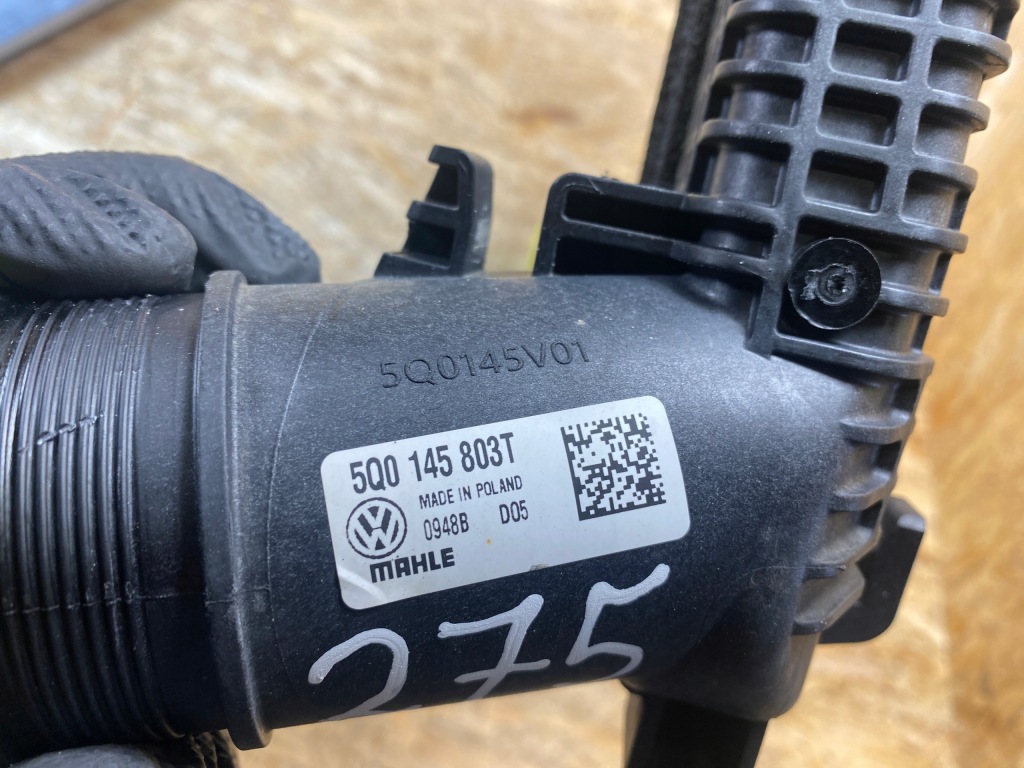 5Q0145V01
5Q0 145 803T
MADE IN POLAND
0948B D05
MAHLE
275